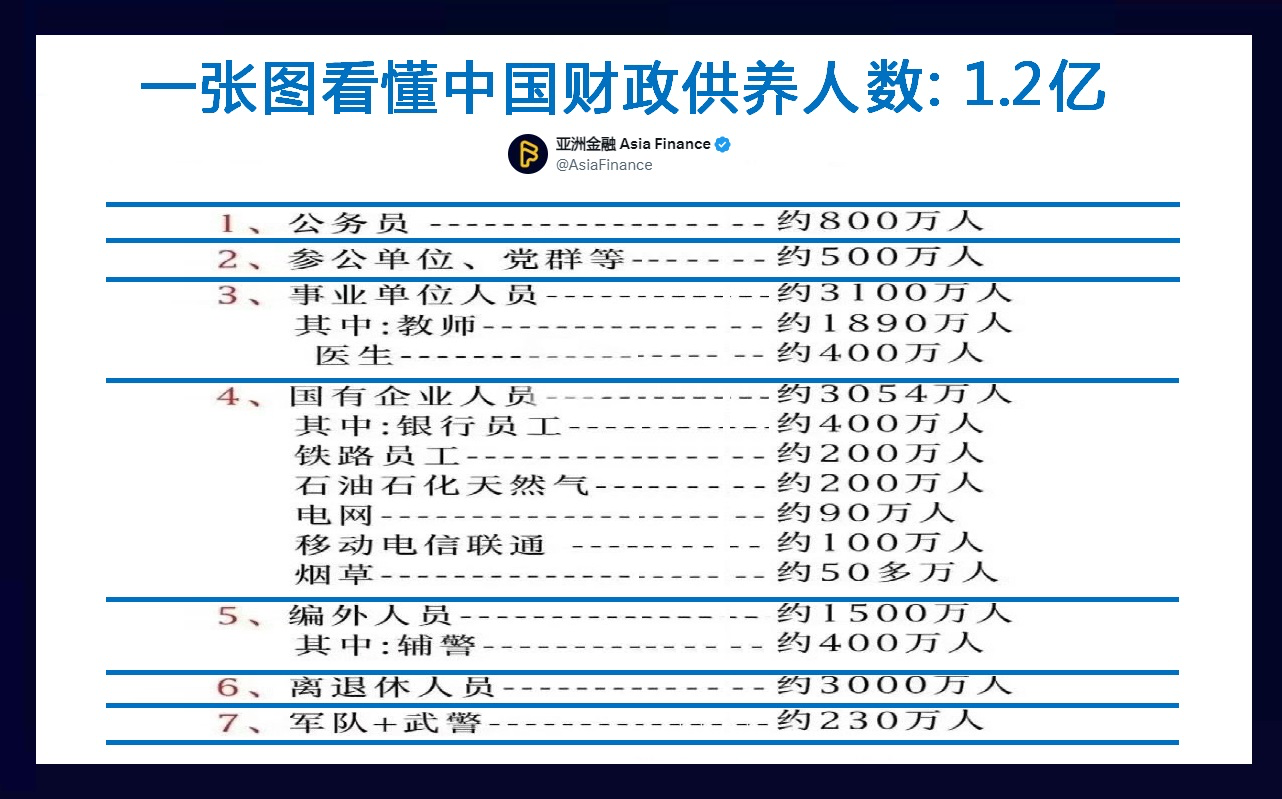 一张图看懂中国财政供养人数: 1.2亿
亚洲金融 Asia Finance
@AsiaFinance
1、公务员 ------------------ 约800万人
2、参公单位、党群等------- 约500万人
3、事业单位人员------------约3100万人
其中:教师--------------- 约1890万人
医生------------------- 约400万人
4、国有企业人员------------约3054万人
其中:银行员工-----------约400万人
铁路员工---------------- 约200万人
石油石化天然气--------- 约200万人
电网-------------------- 约90万人
移动电信联通 ---------- 约100万人
烟草-------------------- 约50多万人
5、编外人员---------------- 约1500万人
其中:辅警--------------- 约400万人
6、离退休人员-------------- 约3000万人
7、军队+武警---------------约230万人